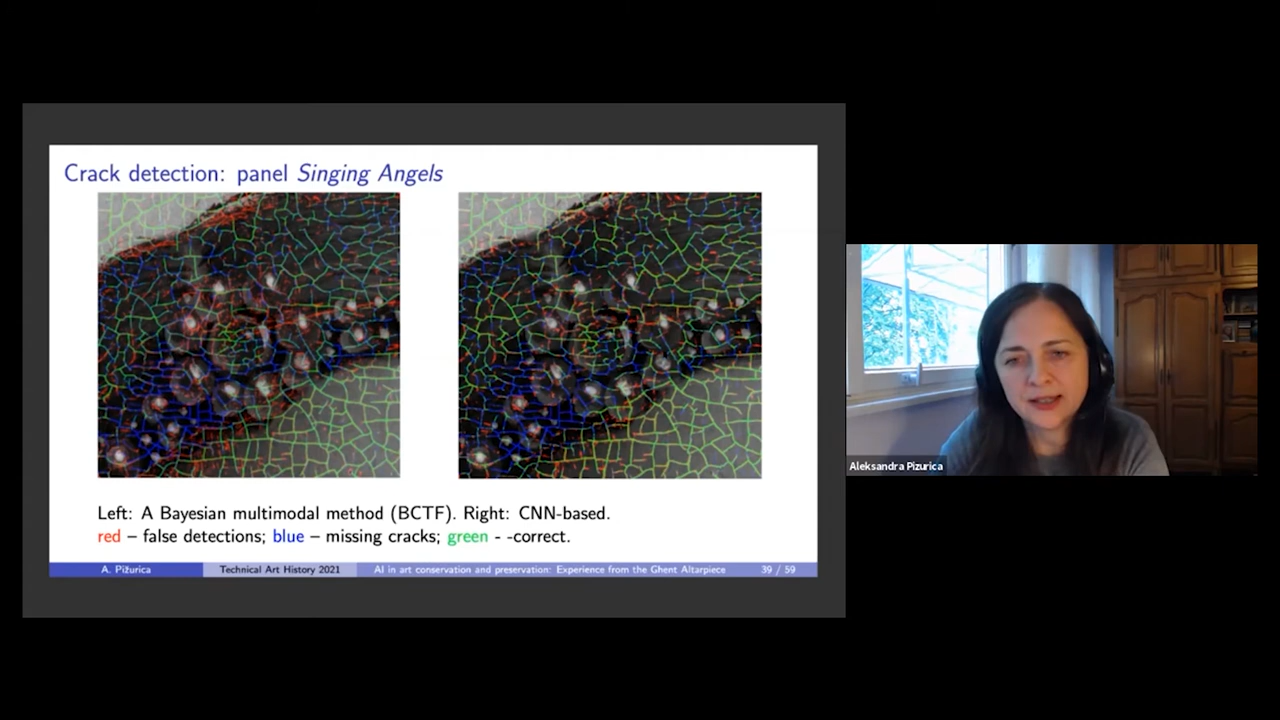 Crack detection: panel Singing Angels
Left: A Bayesian multimodal method (BCTF). Right: CNN-based.
red – false detections; blue – missing cracks; green - -correct.
A. Pižurica
Technical Art History 2021
AI in art conservation and preservation: Experience from the Ghent Altarpiece
39 / 59
Aleksandra Pizurica